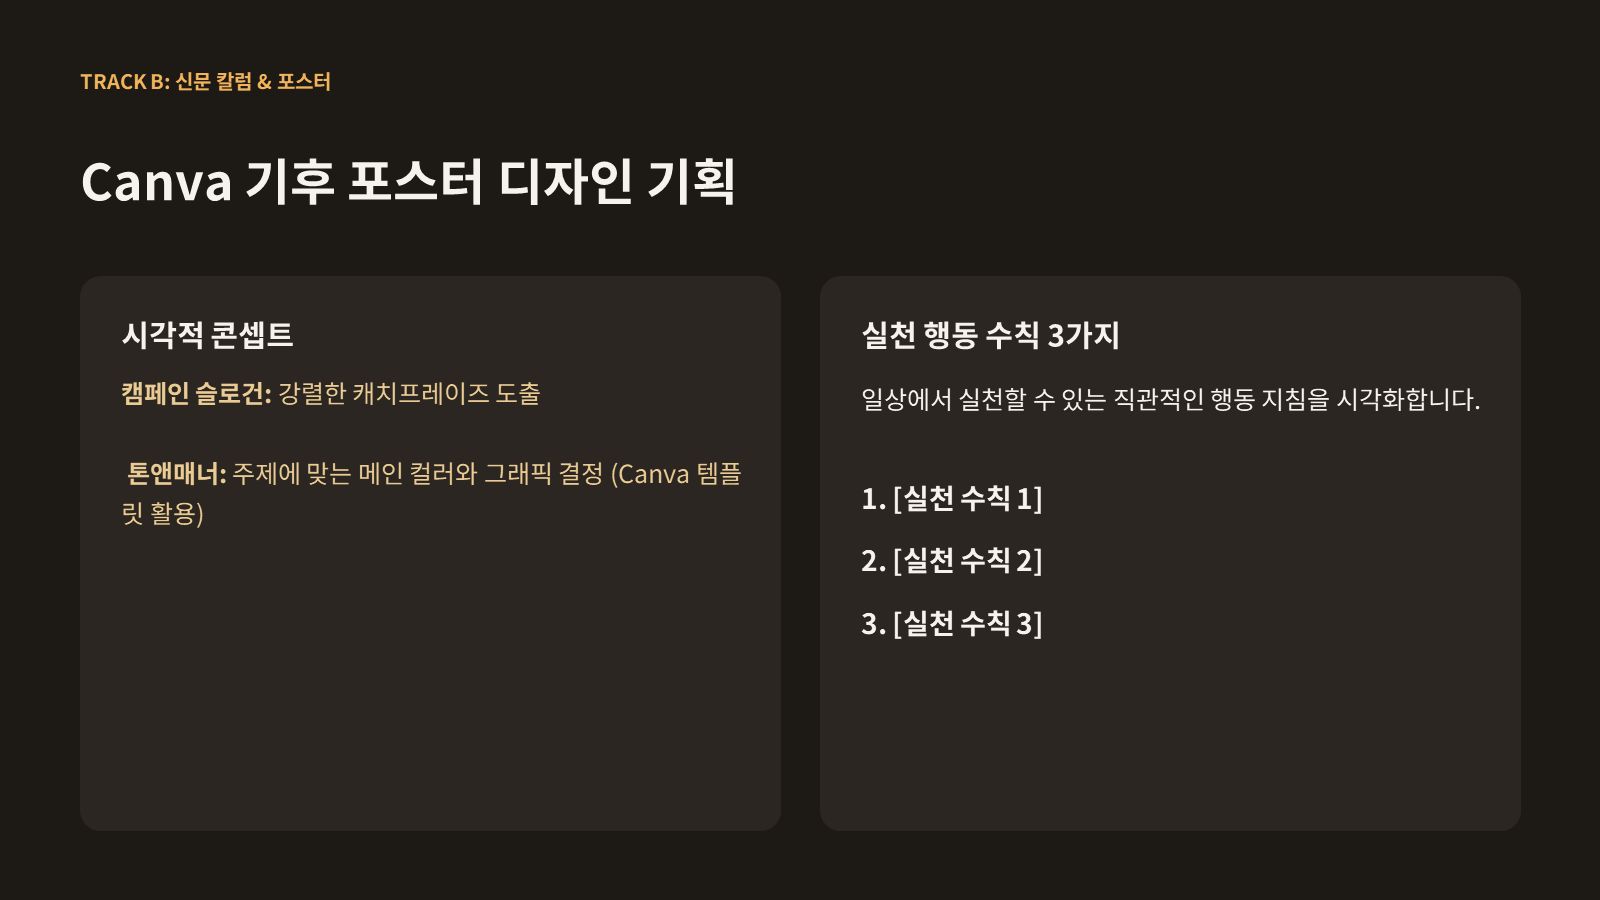 TRACK B: 신문 칼럼 & 포스터
Canva 기후 포스터 디자인 기획
시각적 콘셉트
캠페인 슬로건: 강렬한 캐치프레이즈 도출
톤앤매너: 주제에 맞는 메인 컬러와 그래픽 결정 (Canva 템플
릿 활용)
실천 행동 수칙 3가지
일상에서 실천할 수 있는 직관적인 행동 지침을 시각화합니다.
1. [실천 수칙 1]
2. [실천 수칙 2]
3. [실천 수칙 3]